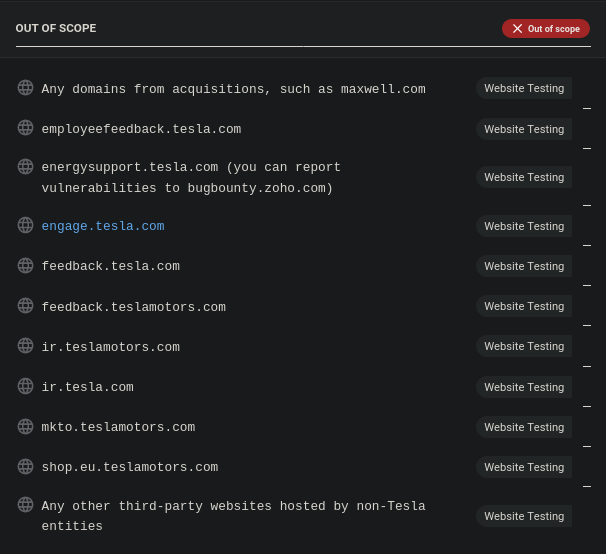 OUT OF SCOPE
Out of scope
Any domains from acquisitions, such as maxwell.com
Website Testing
employeefeedback.tesla.com
Website Testing
energysupport.tesla.com (you can report
vulnerabilities to bugbounty.zoho.com)
Website Testing
engage.tesla.com
Website Testing
feedback.tesla.com
Website Testing
feedback.teslamotors.com
Website Testing
ir.teslamotors.com
Website Testing
ir.tesla.com
Website Testing
mkto.teslamotors.com
Website Testing
shop.eu.teslamotors.com
Website Testing
Any other third-party websites hosted by non-Tesla
entities
Website Testing